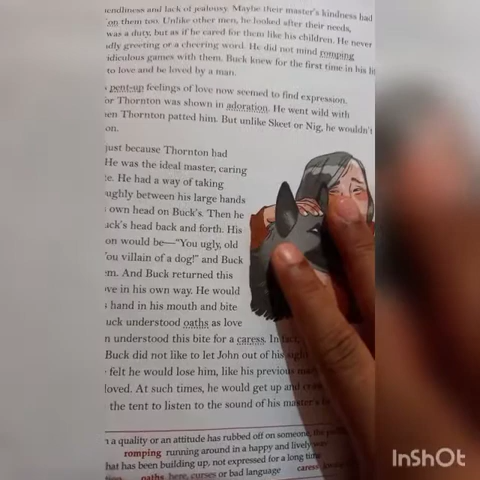 endliness and lack of jealousy. Maybe their master's kindness had
on them too. Unlike other men, he looked after their needs,
was a duty, but as if he cared for them like his children. He never
greeting or a cheering word. He did not mind romping
idiculous games with them. Buck knew for the first time in his
to love and be loved by a man.
pent-up feelings of love now seemed to find expression.
or Thornton was shown in adoration. He went wild with
en Thornton patted him. But unlike Skeet or Nig, he wouldn't
on.
just because Thornton had
He was the ideal master, caring
e. He had a way of taking
ughly between his large hands
own head on Buck's. Then he
uck's head back and forth. His
on would be—"You ugly, old
ou villain of a dog!" and Buck
m. And Buck returned this
ve in his own way. He would
hand in his mouth and bite
uck understood oaths as love
n understood this bite for a caress. In
Buck did not like to let John out of his
felt he would lose him, like his previous
loved. At such times, he would get up and
the tent to listen to the sound of his master's
a quality or an attitude has rubbed off on someone,
romping running around in a happy and lively
hat has been building up, not expressed for a long time
oaths here, curses or bad language caress
InShOt